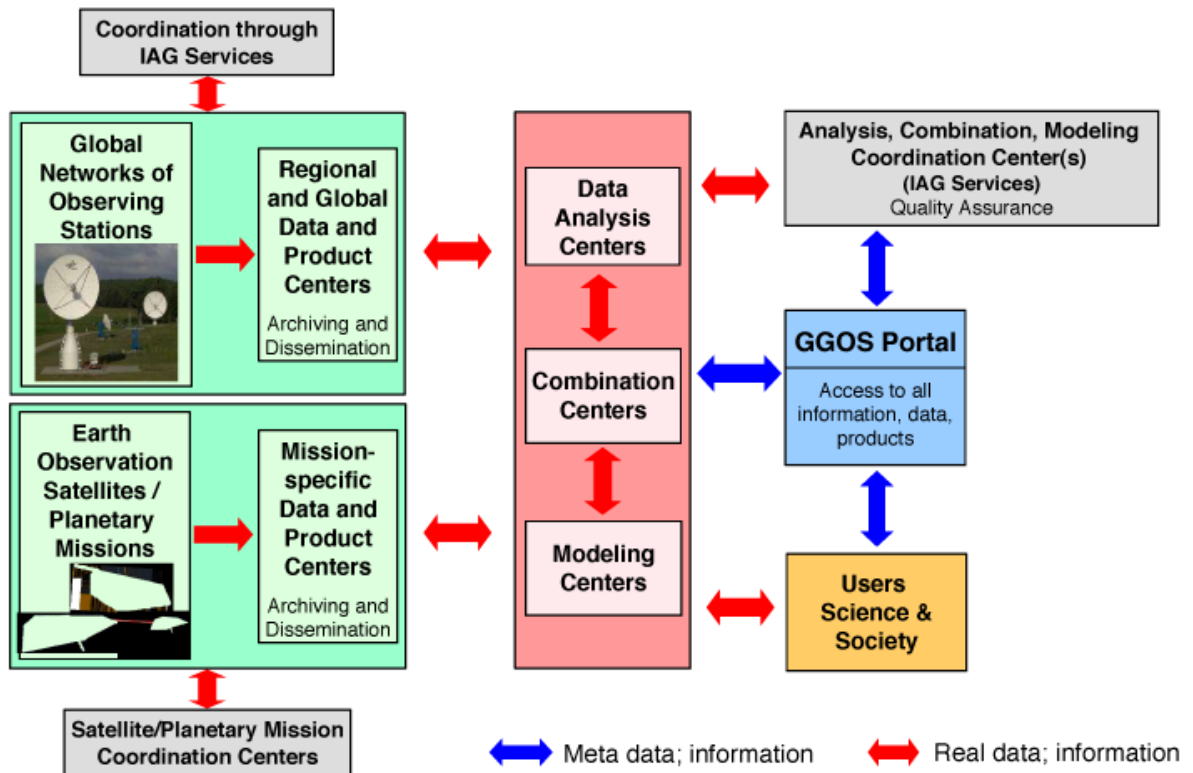 Coordination through
IAG Services
Global
Networks of
Observing
Stations
Regional
and Global
Data and
Product
Centers
Archiving and
Dissemination
Earth
Observation
Satellites /
Planetary
Missions
Mission-
specific
Data and
Product
Centers
Archiving and
Dissemination
Satellite/Planetary Mission
Coordination Centers
Data
Analysis
Centers
Combination
Centers
Modeling
Centers
Analysis, Combination, Modeling
Coordination Center(s)
(IAG Services)
Quality Assurance
GGOS Portal
Access to all
information, data,
products
Users
Science &
Society
Meta data; information
Real data; information